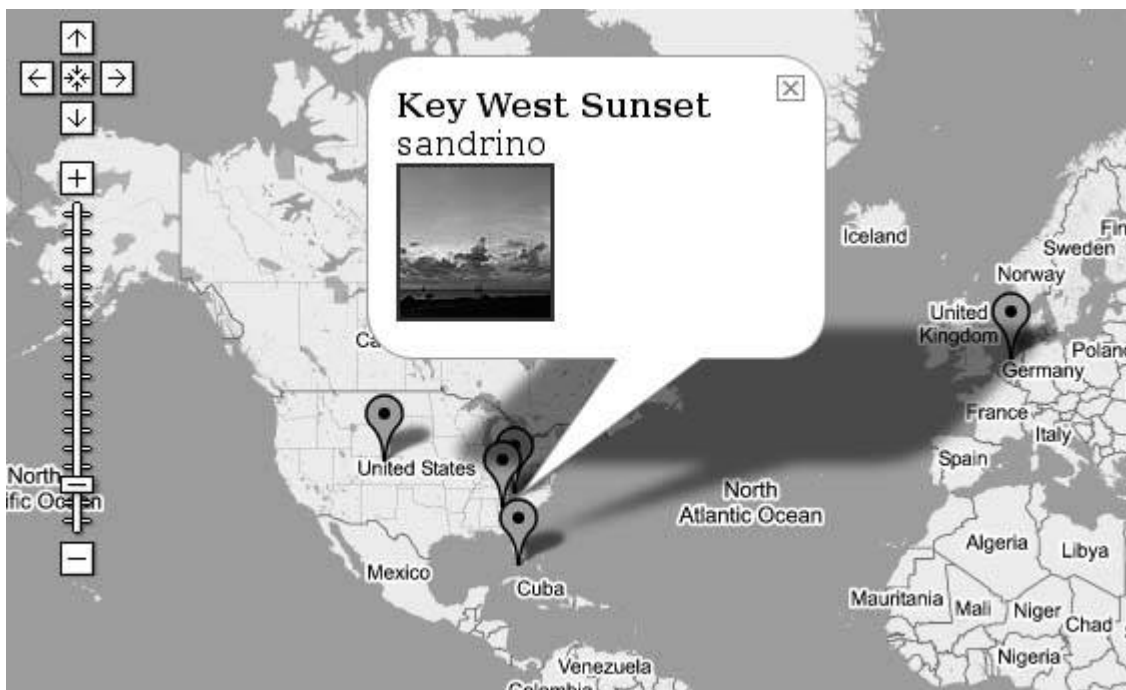 Key West Sunset
sandrino
Iceland
Sweden
Norway
United
Kingdom
Poland
Germany
France
Italy
Spain
United States
North
Atlantic Ocean
North
Mexico
Cuba
Algeria
Libya
Mauritania
Mali
Niger
Chad
Nigeria
Venezuela